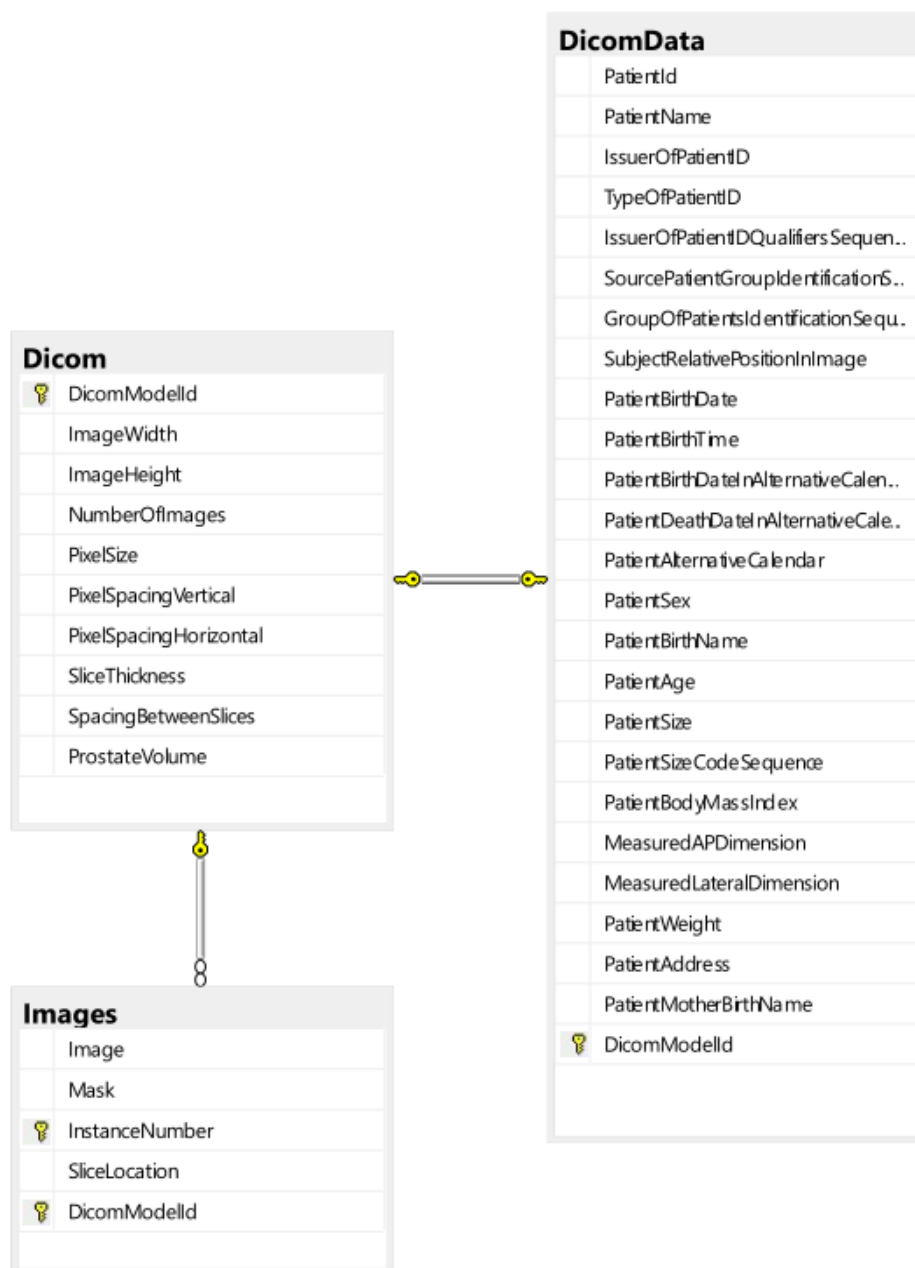 DicomData
PatientId
PatientName
IssuerOfPatientID
TypeOfPatientID
IssuerOfPatientIDQualifiersSequen...
SourcePatientGroupIdentificationS...
GroupOfPatientsIdentificationSequ...
SubjectRelativePositionInImage
PatientBirthDate
PatientBirthTime
PatientBirthDateInAlternativeCalen...
PatientDeathDateInAlternativeCale...
PatientAlternativeCalendar
PatientSex
PatientBirthName
PatientAge
PatientSize
PatientSizeCodeSequence
PatientBodyMassIndex
MeasuredAPDimension
MeasuredLateralDimension
PatientWeight
PatientAddress
PatientMotherBirthName
DicomModelId
Dicom
DicomModelId
ImageWidth
ImageHeight
NumberOfImages
PixelSize
PixelSpacingVertical
PixelSpacingHorizontal
SliceThickness
SpacingBetweenSlices
ProstateVolume
Images
Image
Mask
InstanceNumber
SliceLocation
DicomModelId